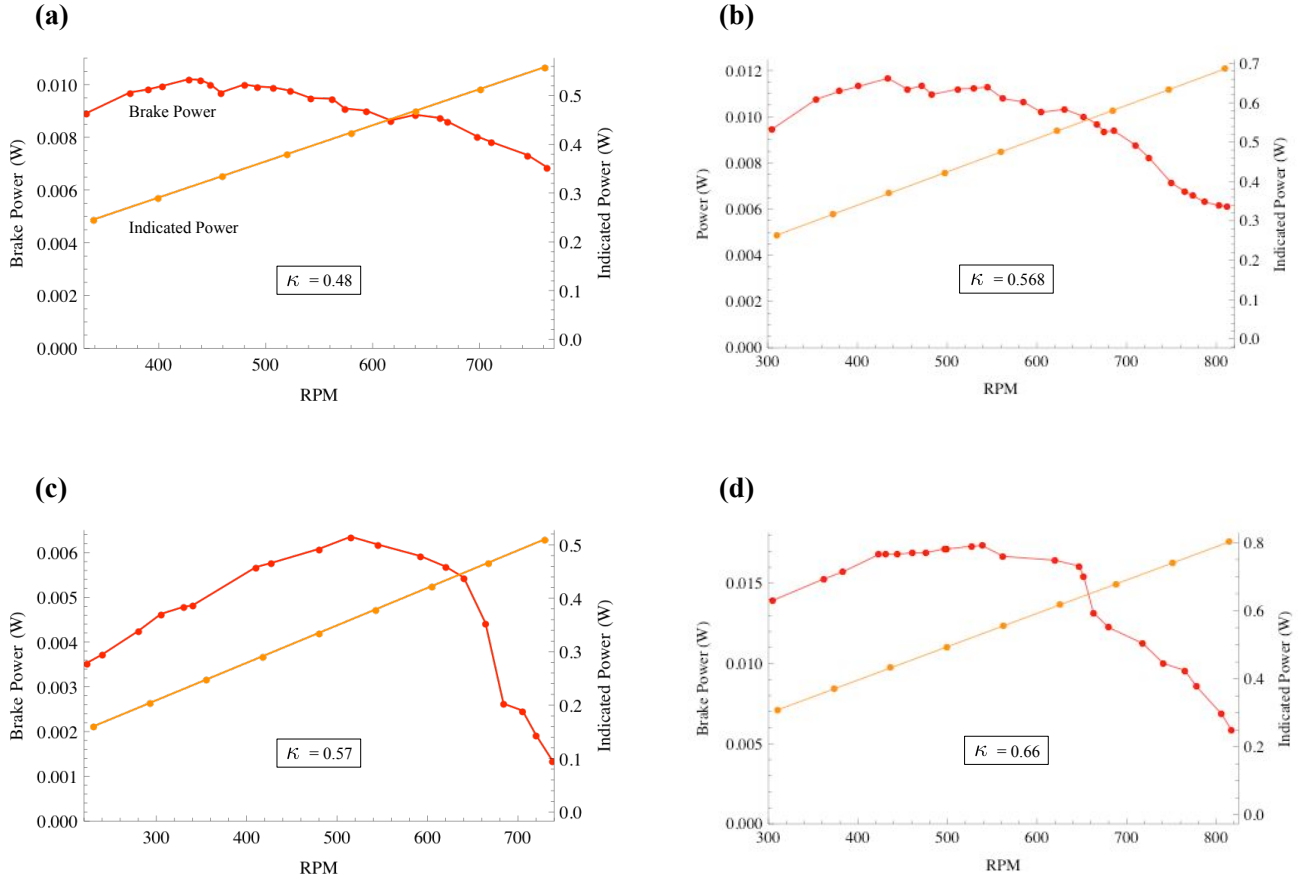 (a)
Brake Power (W)
0.010
0.008
0.006
0.004
0.002
0.000
Brake Power
Indicated Power
κ = 0.48
0.5
0.4
0.3
0.2
0.1
0.0
Indicated Power (W)
400 500 600 700
RPM
(b)
Power (W)
0.012
0.010
0.008
0.006
0.004
0.002
0.000
κ = 0.568
0.7
0.6
0.5
0.4
0.3
0.2
0.1
0.0
Indicated Power (W)
300 400 500 600 700 800
RPM
(c)
Brake Power (W)
0.006
0.005
0.004
0.003
0.002
0.001
0.000
κ = 0.57
0.5
0.4
0.3
0.2
0.1
0.0
Indicated Power (W)
300 400 500 600 700
RPM
(d)
Brake Power (W)
0.015
0.010
0.005
0.000
κ = 0.66
0.8
0.6
0.4
0.2
0.0
Indicated Power (W)
300 400 500 600 700 800
RPM